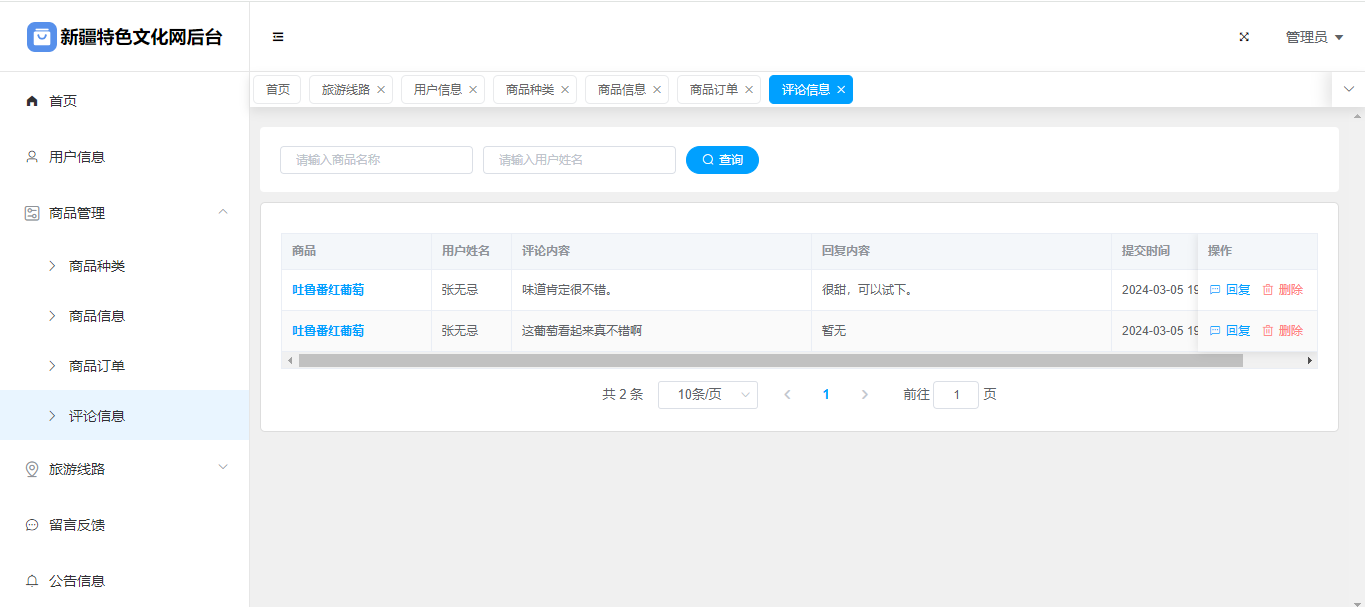 新疆特色文化网后台
管理员
首页 旅游线路 用户信息 商品种类 商品信息 商品订单 评论信息
首页
用户信息
商品管理
商品种类
商品信息
商品订单
评论信息
旅游线路
留言反馈
公告信息
请输入商品名称 请输入用户姓名 查询
商品 用户姓名 评论内容 回复内容 提交时间 操作
吐鲁番红葡萄 张无忌 味道肯定很不错。 很甜，可以试下。 2024-03-05 19 回复 删除
吐鲁番红葡萄 张无忌 这葡萄看起来真不错啊 暂无 2024-03-05 19 回复 删除
共 2 条 10条/页 1 前往 1 页